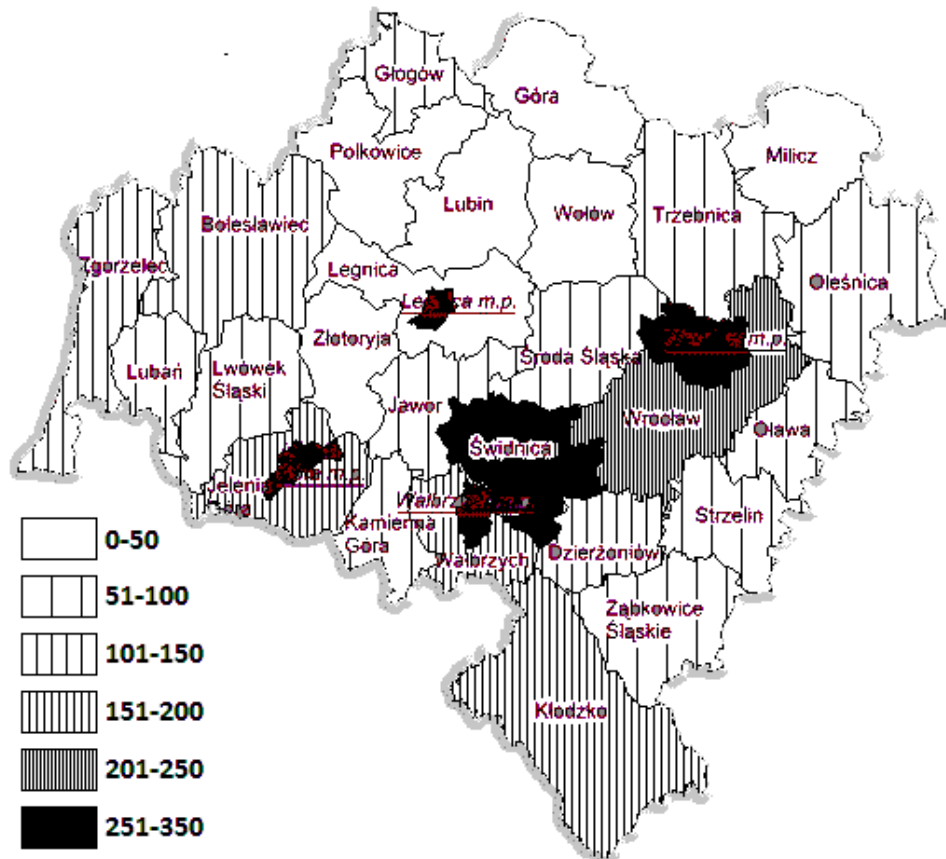 Głogów
Góra
Milicz
Polkowice
Lubin
Wołów
Trzebnica
Bolesławiec
Zgorzelec
Legnica
Oleśnica
m.p.
Złotoryja
Środa Śląska
m.p.
Lubań
Lwówek
Śląski
Jawor
Wrocław
Oława
Świdnica
Jelenia
Góra
m.p.
Wałbrzych m.p.
Strzelin
Kamienna
Góra
Wałbrzych
Dzierżoniów
Ząbkowice
Śląskie
Kłodzko
0-50
51-100
101-150
151-200
201-250
251-350